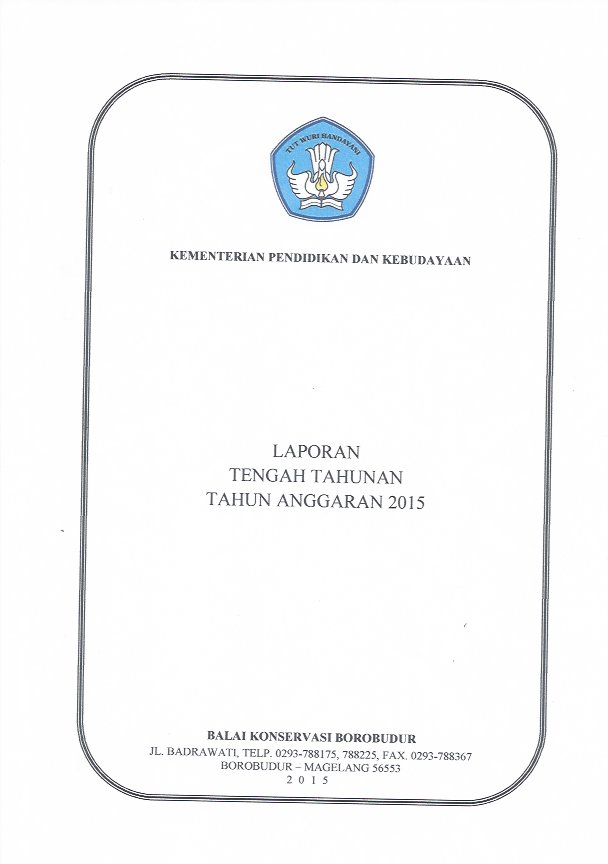 TUT WURI HANDAYANI
KEMENTERIAN PENDIDIKAN DAN KEBUDAYAAN
LAPORAN
TENGAH TAHUNAN
TAHUN ANGGARAN 2015
BALAI KONSERVASI BOROBUDUR
JL. BADRAWATI, TELP. 0293-788175, 788225, FAX. 0293-788367
BOROBUDUR – MAGELANG 56553
2 0 1 5